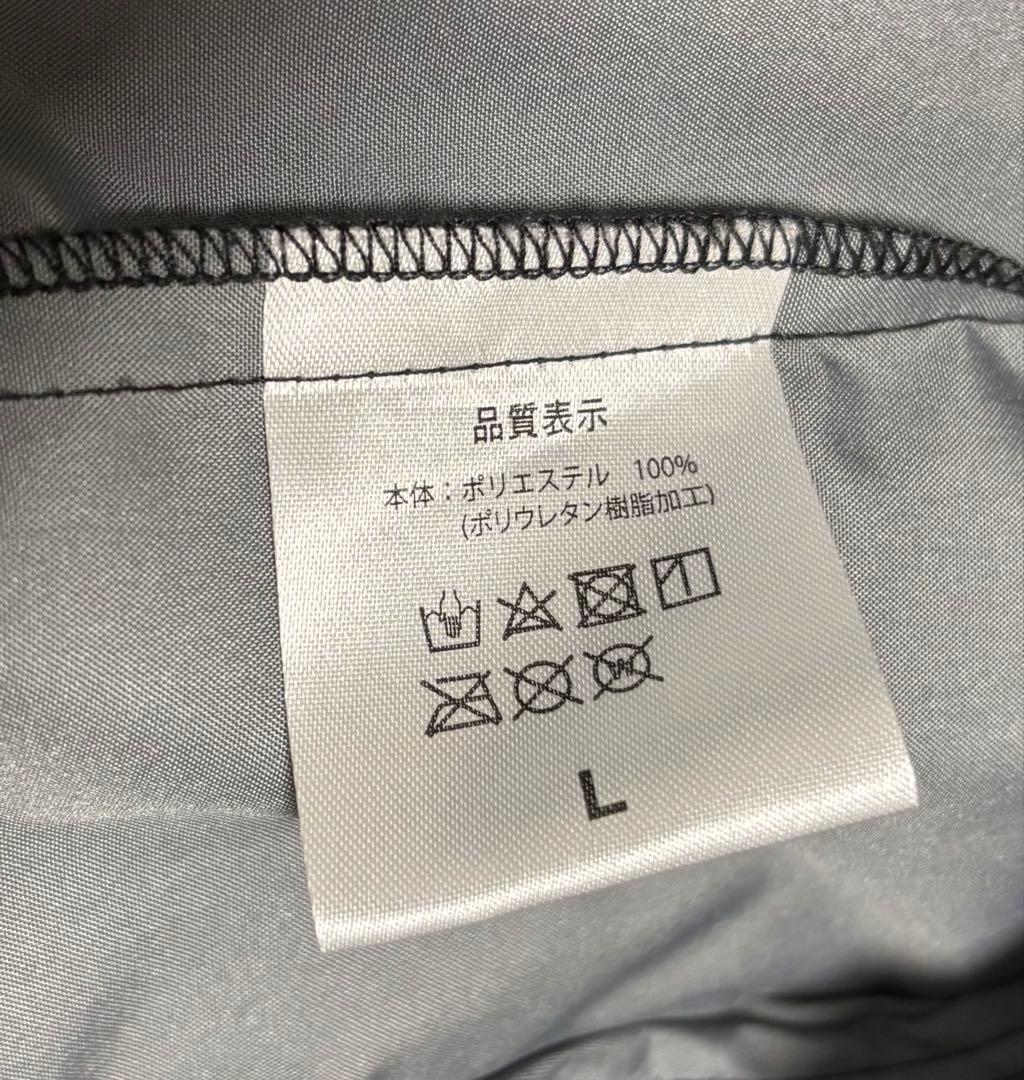 品質表示
本体：ポリエステル　100%
(ポリウレタン樹脂加工)
L